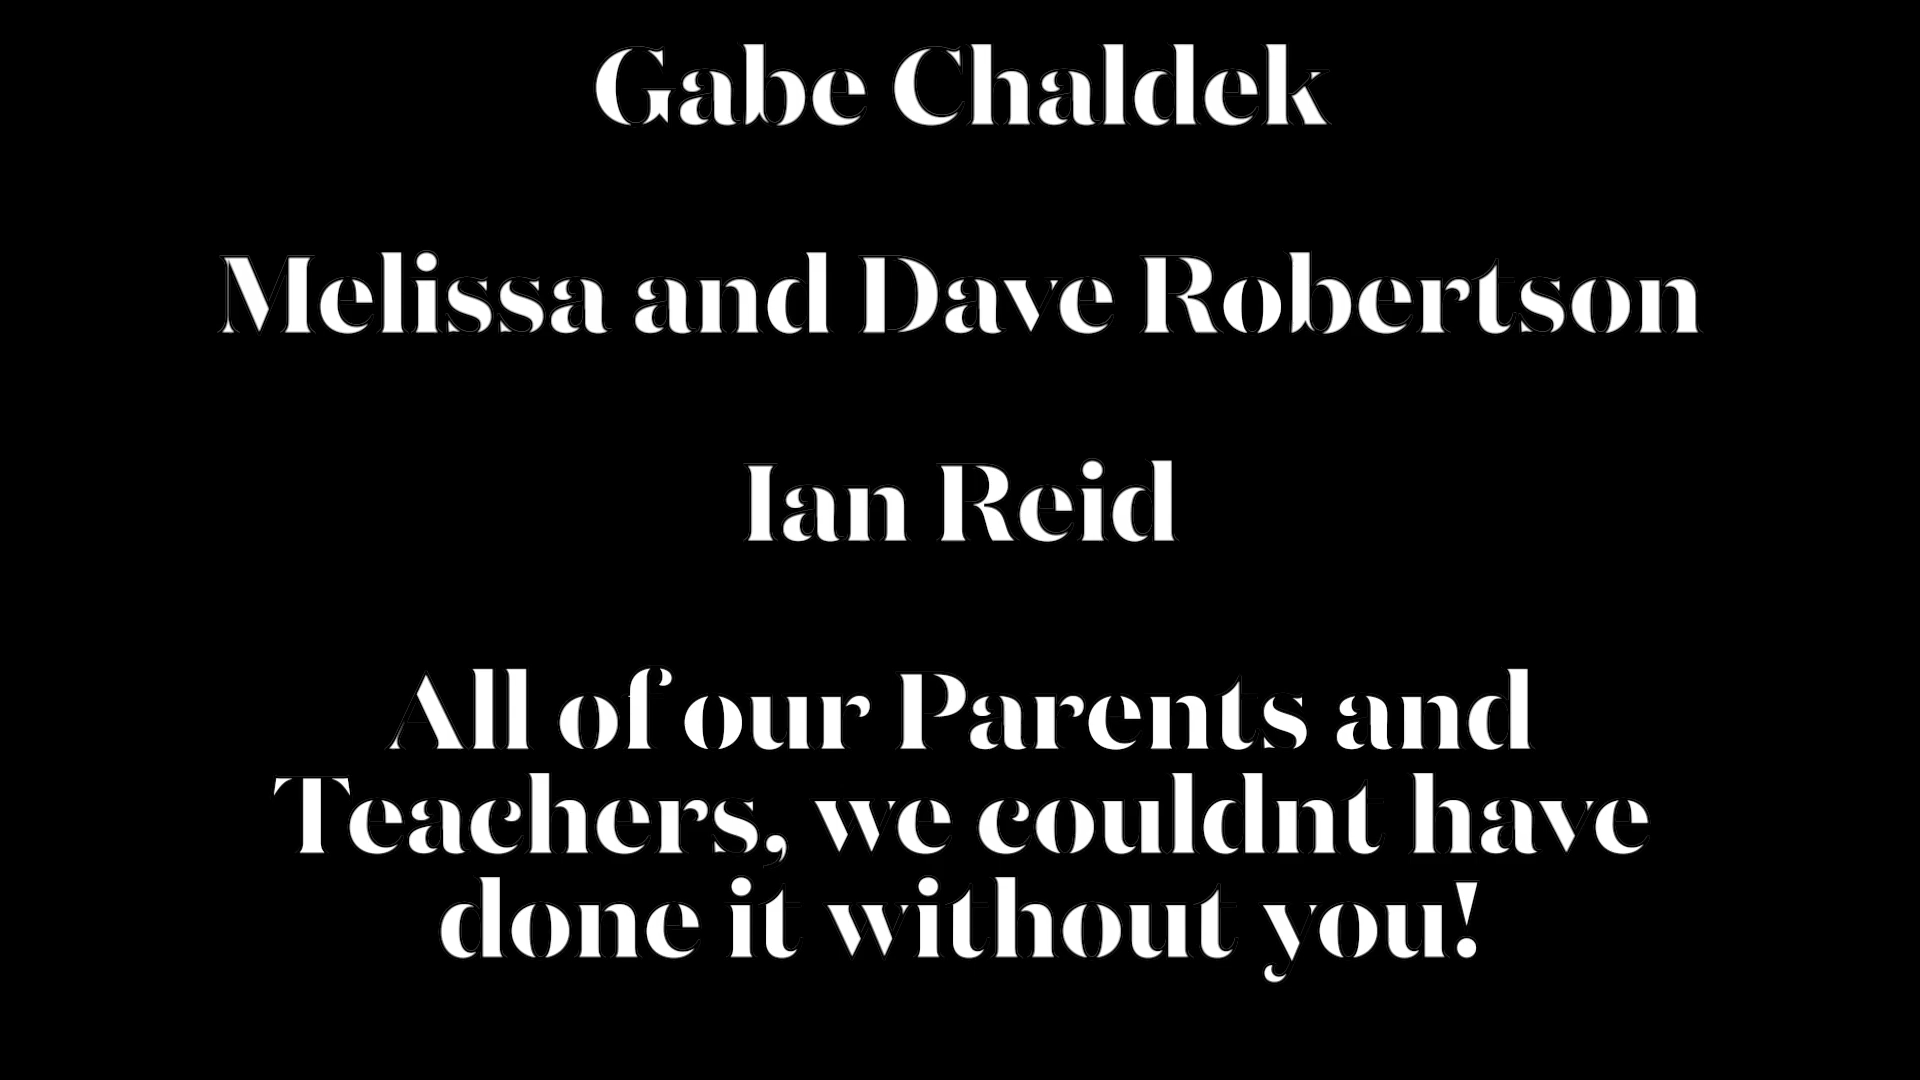 Gabe Chaldek
Melissa and Dave Robertson
Ian Reid
All of our Parents and
Teachers, we couldnt have
done it without you!